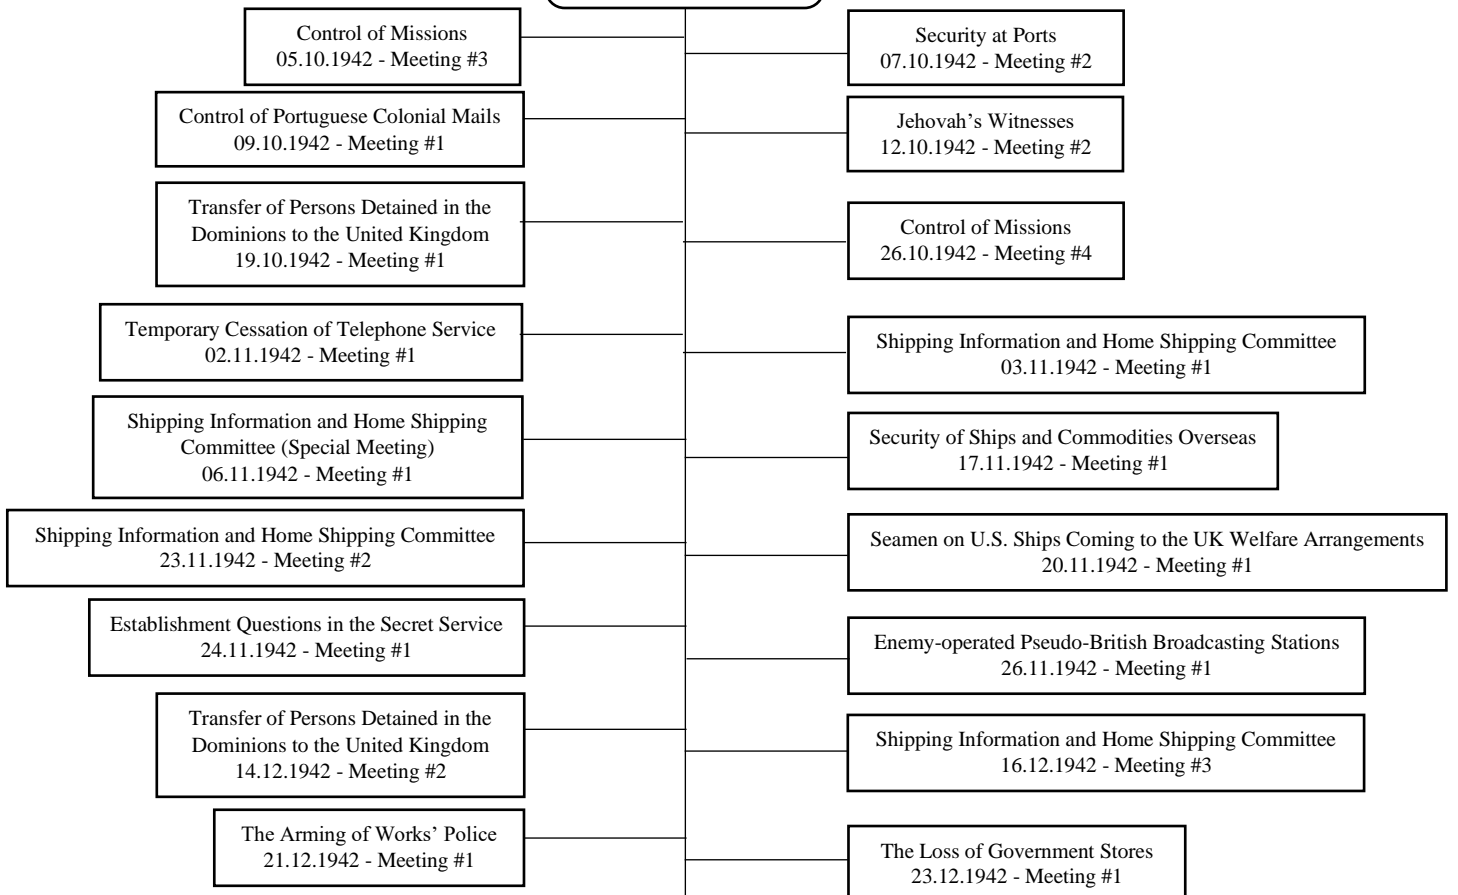 Control of Missions
05.10.1942 - Meeting #3
Security at Ports
07.10.1942 - Meeting #2
Control of Portuguese Colonial Mails
09.10.1942 - Meeting #1
Jehovah’s Witnesses
12.10.1942 - Meeting #2
Transfer of Persons Detained in the
Dominions to the United Kingdom
19.10.1942 - Meeting #1
Control of Missions
26.10.1942 - Meeting #4
Temporary Cessation of Telephone Service
02.11.1942 - Meeting #1
Shipping Information and Home Shipping Committee
03.11.1942 - Meeting #1
Shipping Information and Home Shipping
Committee (Special Meeting)
06.11.1942 - Meeting #1
Security of Ships and Commodities Overseas
17.11.1942 - Meeting #1
Shipping Information and Home Shipping Committee
23.11.1942 - Meeting #2
Seamen on U.S. Ships Coming to the UK Welfare Arrangements
20.11.1942 - Meeting #1
Establishment Questions in the Secret Service
24.11.1942 - Meeting #1
Enemy-operated Pseudo-British Broadcasting Stations
26.11.1942 - Meeting #1
Transfer of Persons Detained in the
Dominions to the United Kingdom
14.12.1942 - Meeting #2
Shipping Information and Home Shipping Committee
16.12.1942 - Meeting #3
The Arming of Works’ Police
21.12.1942 - Meeting #1
The Loss of Government Stores
23.12.1942 - Meeting #1